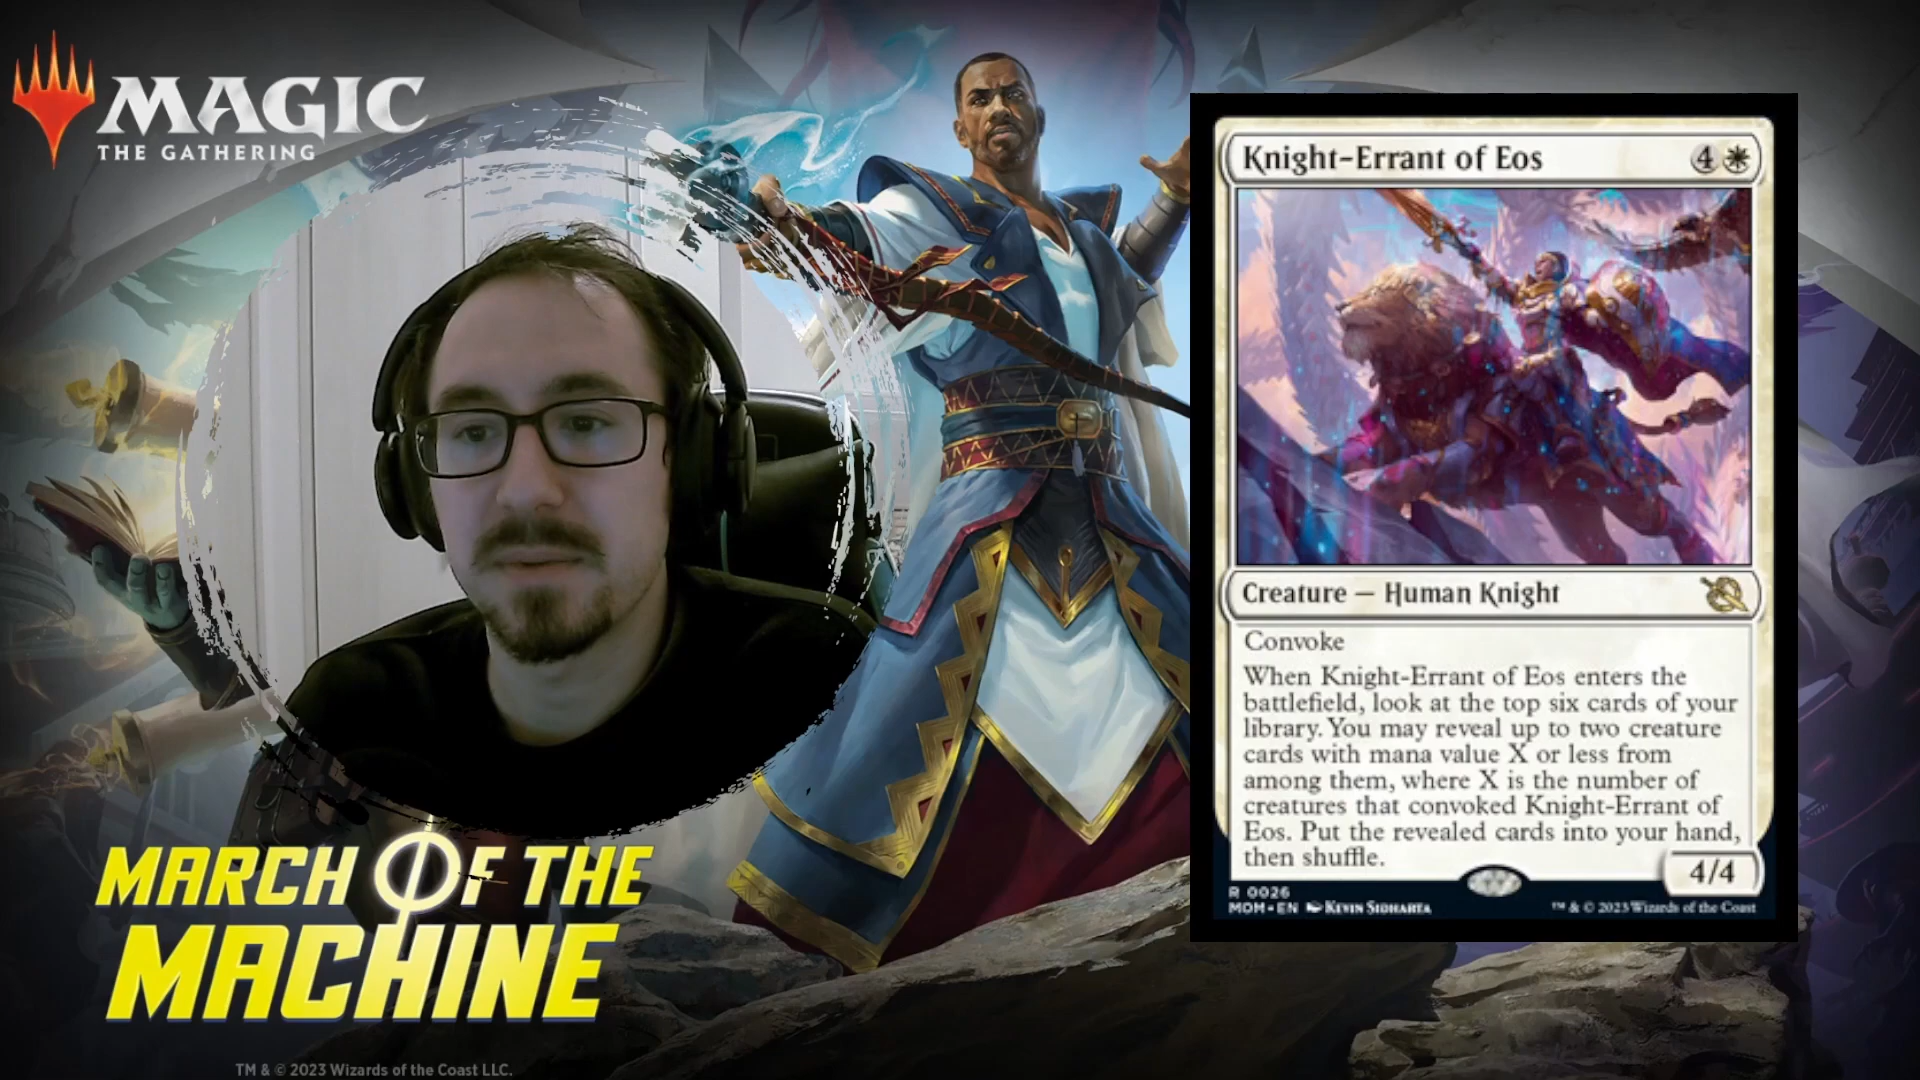 MAGIC
THE GATHERING
Knight-Errant of Eos 4
Creature — Human Knight
Convoke
When Knight-Errant of Eos enters the
battlefield, look at the top six cards of your
library. You may reveal up to two creature
cards with mana value X or less from
among them, where X is the number of
creatures that convoked Knight-Errant of
Eos. Put the revealed cards into your hand,
then shuffle.
4/4
R 0026
MOM • EN Kevin Sidharta
™ & © 2023 Wizards of the Coast
MARCH OF THE
MACHINE
TM & © 2023 Wizards of the Coast LLC.